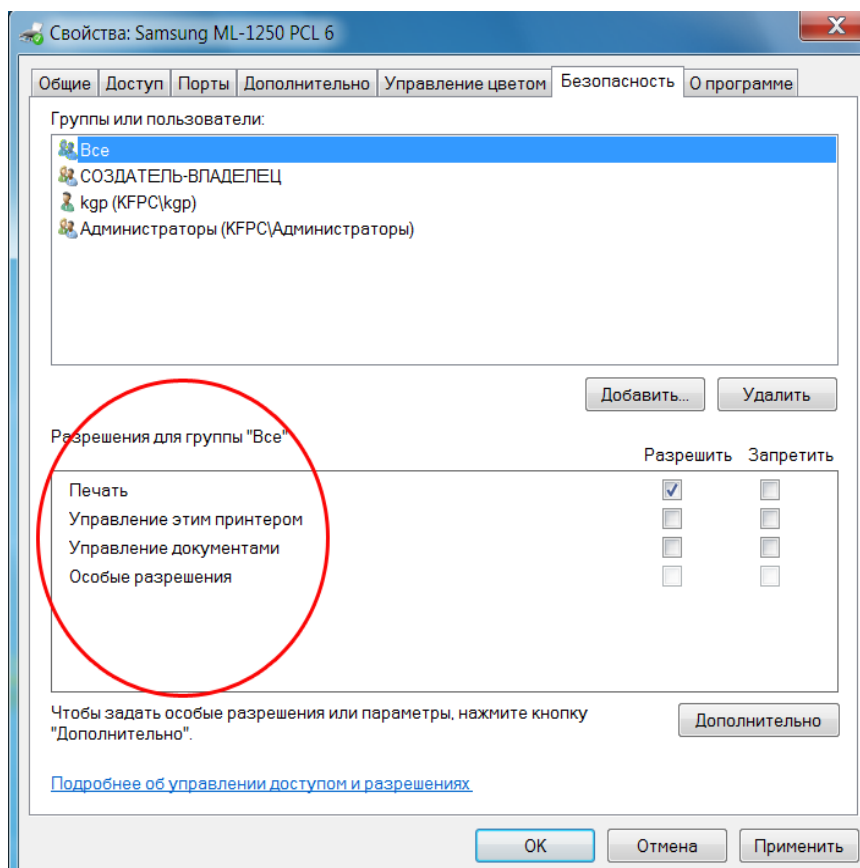 Свойства: Samsung ML-1250 PCL 6
X
Общие Доступ Порты Дополнительно Управление цветом Безопасность О программе
Группы или пользователи:
Все
СОЗДАТЕЛЬ-ВЛАДЕЛЕЦ
kgp (KFPC\kgp)
Администраторы (KFPC\Администраторы)
Добавить... Удалить
Разрешения для группы "Все"
Разрешить Запретить
Печать
Управление этим принтером
Управление документами
Особые разрешения
Чтобы задать особые разрешения или параметры, нажмите кнопку
"Дополнительно".
Дополнительно
Подробнее об управлении доступом и разрешениях
OK Отмена Применить